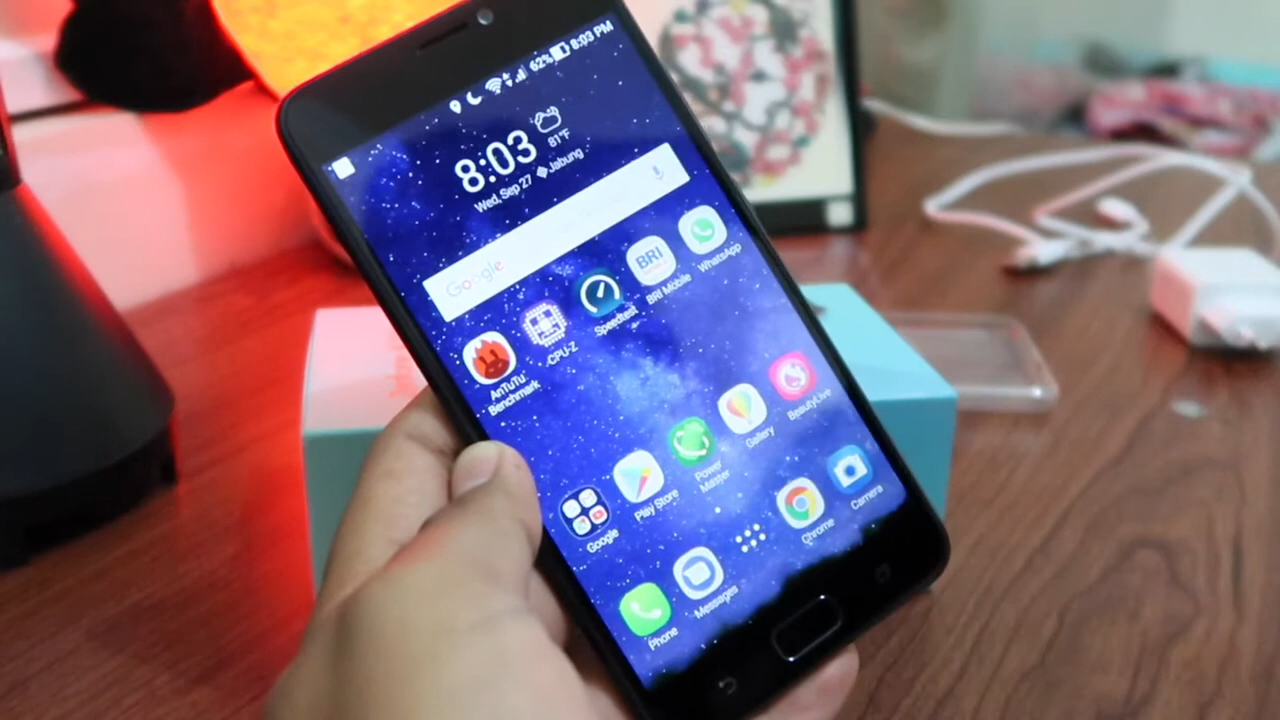 62% 8:03 PM
8:03
81°F
Wed, Sep 27 Jabung
Google
AnTuTu Benchmark
CPU-Z
Speedtest
BRI
BRI Mobile
WhatsApp
Google
Play Store
Power Master
Gallery
BeautyLive
Phone
Messages
Chrome
Camera